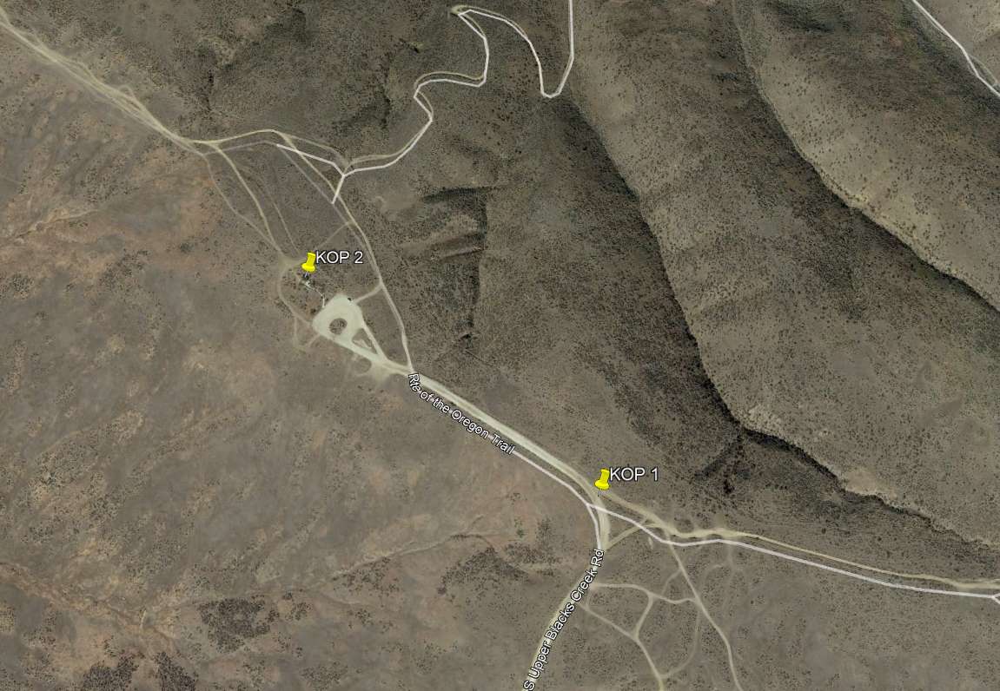 KOP 2
Rte of the Oregon Trail
KOP 1
S Upper Blacks Creek Rd